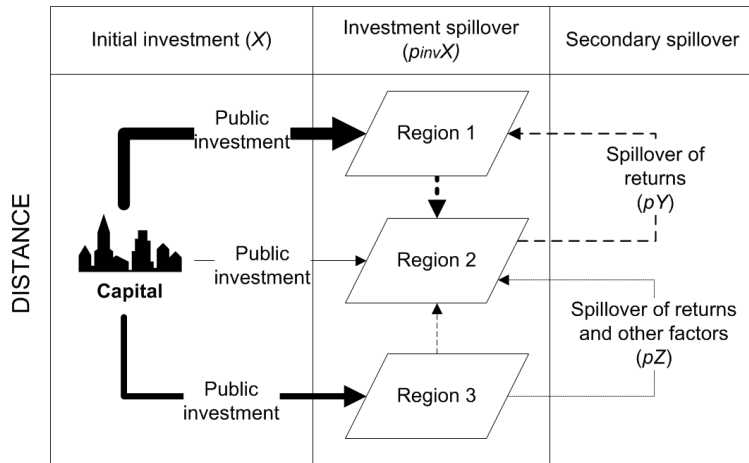 Initial investment (X)
Investment spillover
(pinvX)
Secondary spillover
DISTANCE
Public
investment
Region 1
Spillover of
returns
(pY)
Capital
Public
investment
Region 2
Spillover of returns
and other factors
(pZ)
Public
investment
Region 3